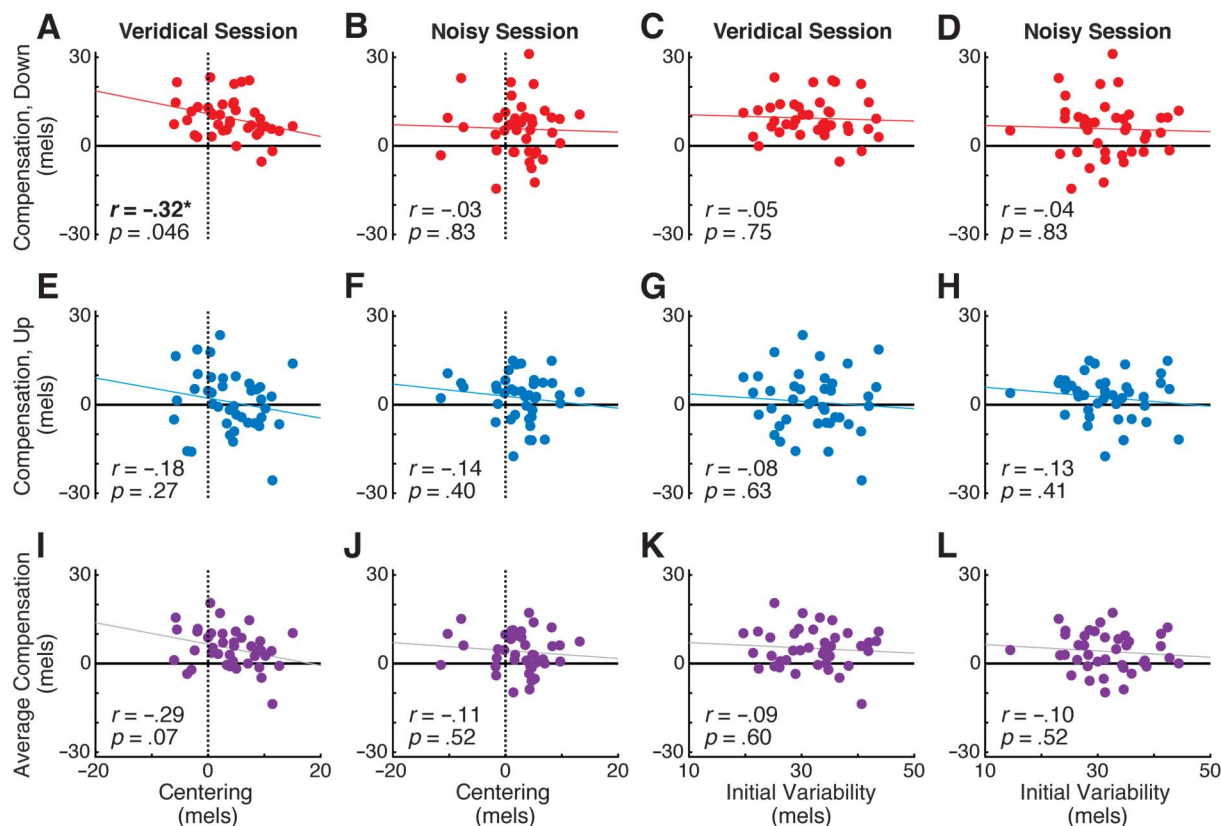 A
Veridical Session
B
Noisy Session
C
Veridical Session
D
Noisy Session
Compensation, Down
(mels)
30
0
−30
r = −.32*
p = .046
30
0
−30
r = −.03
p = .83
30
0
−30
r = −.05
p = .75
30
0
−30
r = −.04
p = .83
E
F
G
H
Compensation, Up
(mels)
30
0
−30
r = −.18
p = .27
30
0
−30
r = −.14
p = .40
30
0
−30
r = −.08
p = .63
30
0
−30
r = −.13
p = .41
I
J
K
L
Average Compensation
(mels)
30
0
−30
r = −.29
p = .07
30
0
−30
r = −.11
p = .52
30
0
−30
r = −.09
p = .60
30
0
−30
r = −.10
p = .52
−20 0 20
−20 0 20
10 30 50
10 30 50
Centering
(mels)
Centering
(mels)
Initial Variability
(mels)
Initial Variability
(mels)